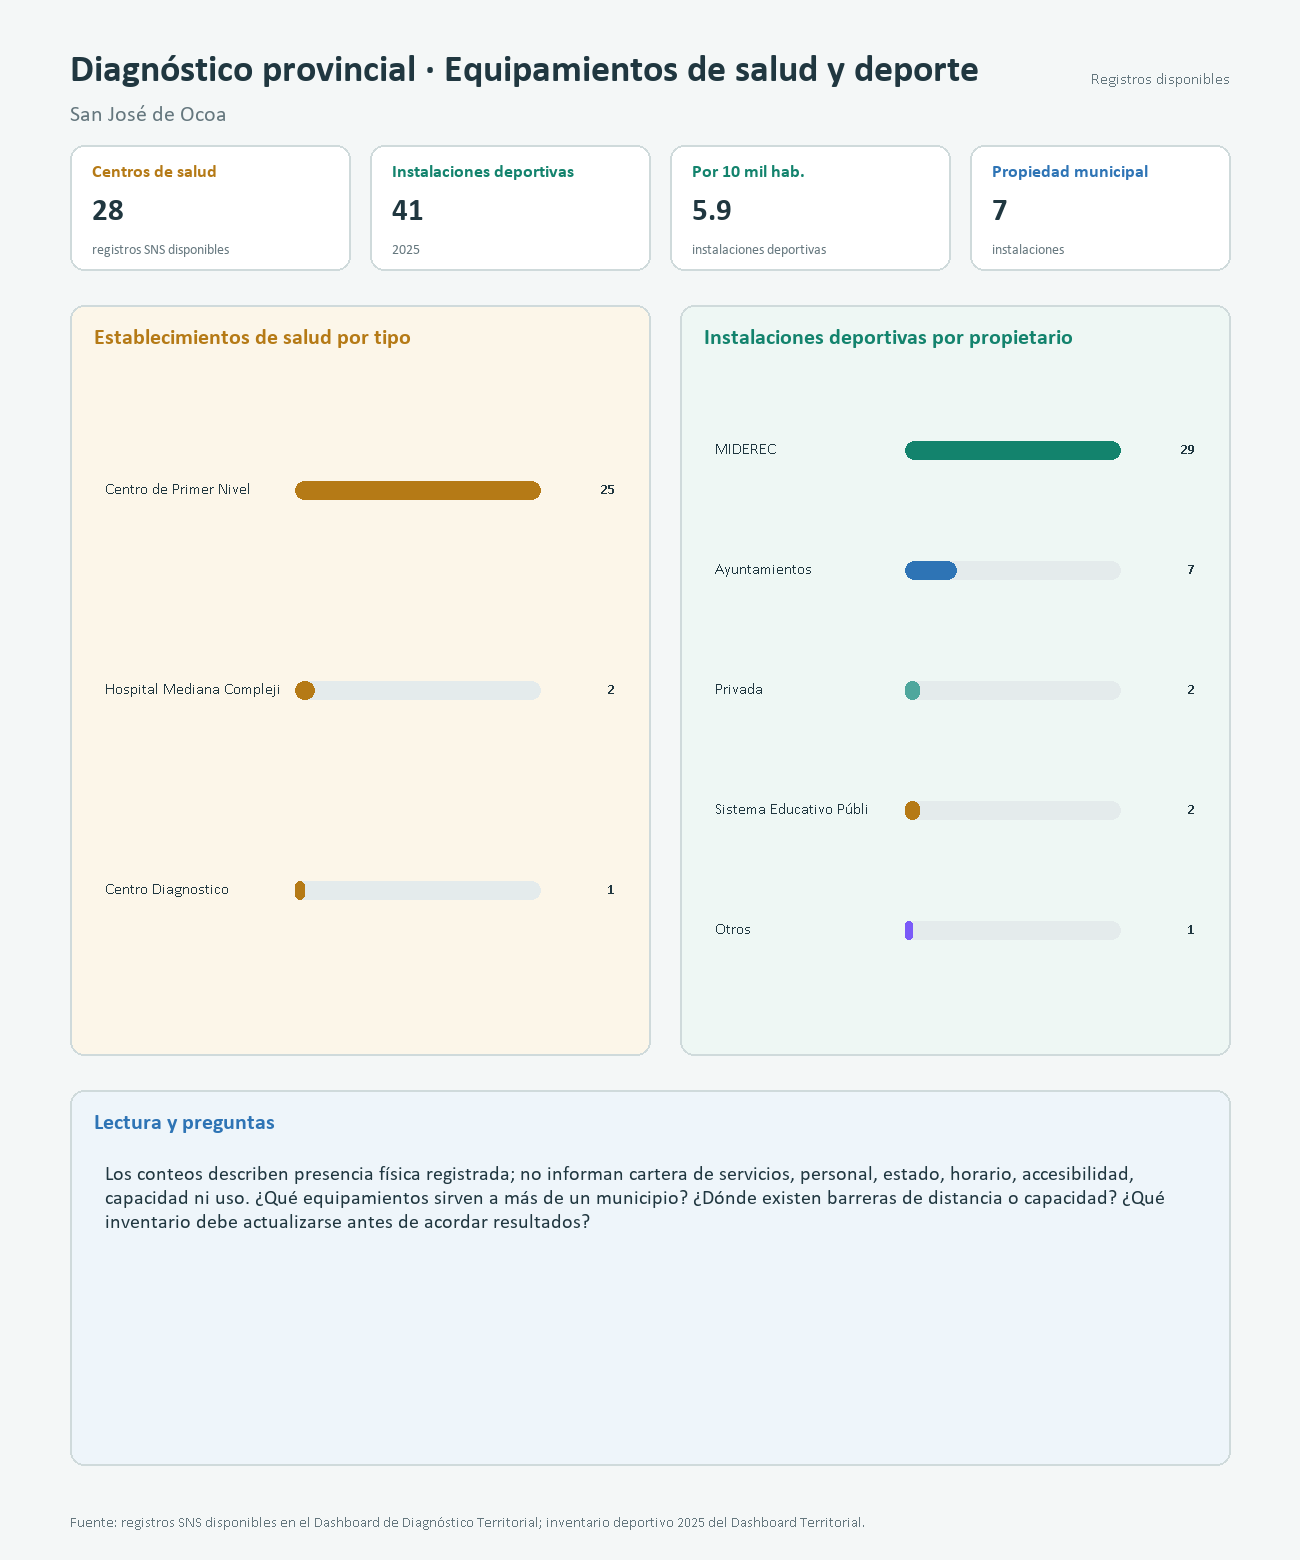 Diagnóstico provincial · Equipamientos de salud y deporte
Registros disponibles
San José de Ocoa
Centros de salud
28
registros SNS disponibles
Instalaciones deportivas
41
2025
Por 10 mil hab.
5.9
instalaciones deportivas
Propiedad municipal
7
instalaciones
Establecimientos de salud por tipo
Centro de Primer Nivel 25
Hospital Mediana Compleji 2
Centro Diagnostico 1
Instalaciones deportivas por propietario
MIDEREC 29
Ayuntamientos 7
Privada 2
Sistema Educativo Públi 2
Otros 1
Lectura y preguntas
Los conteos describen presencia física registrada; no informan cartera de servicios, personal, estado, horario, accesibilidad,
capacidad ni uso. ¿Qué equipamientos sirven a más de un municipio? ¿Dónde existen barreras de distancia o capacidad? ¿Qué
inventario debe actualizarse antes de acordar resultados?
Fuente: registros SNS disponibles en el Dashboard de Diagnóstico Territorial; inventario deportivo 2025 del Dashboard Territorial.